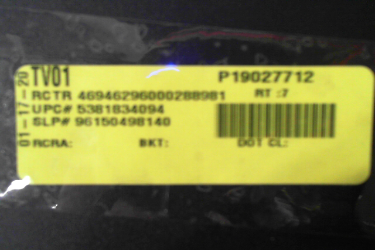 01-17-20
TV01 P19027712
RCTR 46946296000288981 RT :7
UPC# 5381834094
SLP# 96150498140
RCRA: BKT: DOT CL: